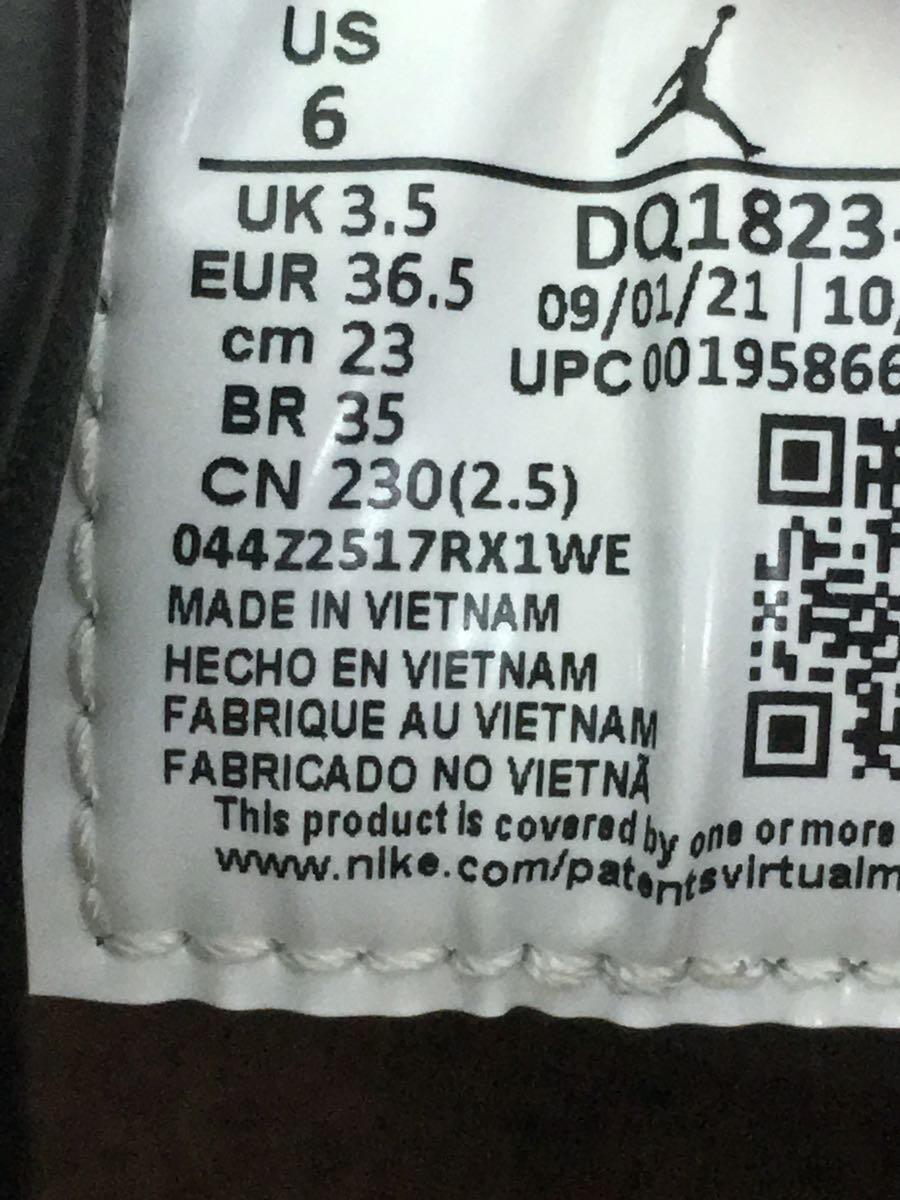 US
6
UK 3.5
EUR 36.5
cm 23
BR 35
CN 230(2.5)
DQ1823-
09/01/21 | 10/
UPC00195866
044Z2517RX1WE
MADE IN VIETNAM
HECHO EN VIETNAM
FABRIQUE AU VIETNAM
FABRICADO NO VIETNÃ
This product is covered by one or more
www.nike.com/patentsvirtualm